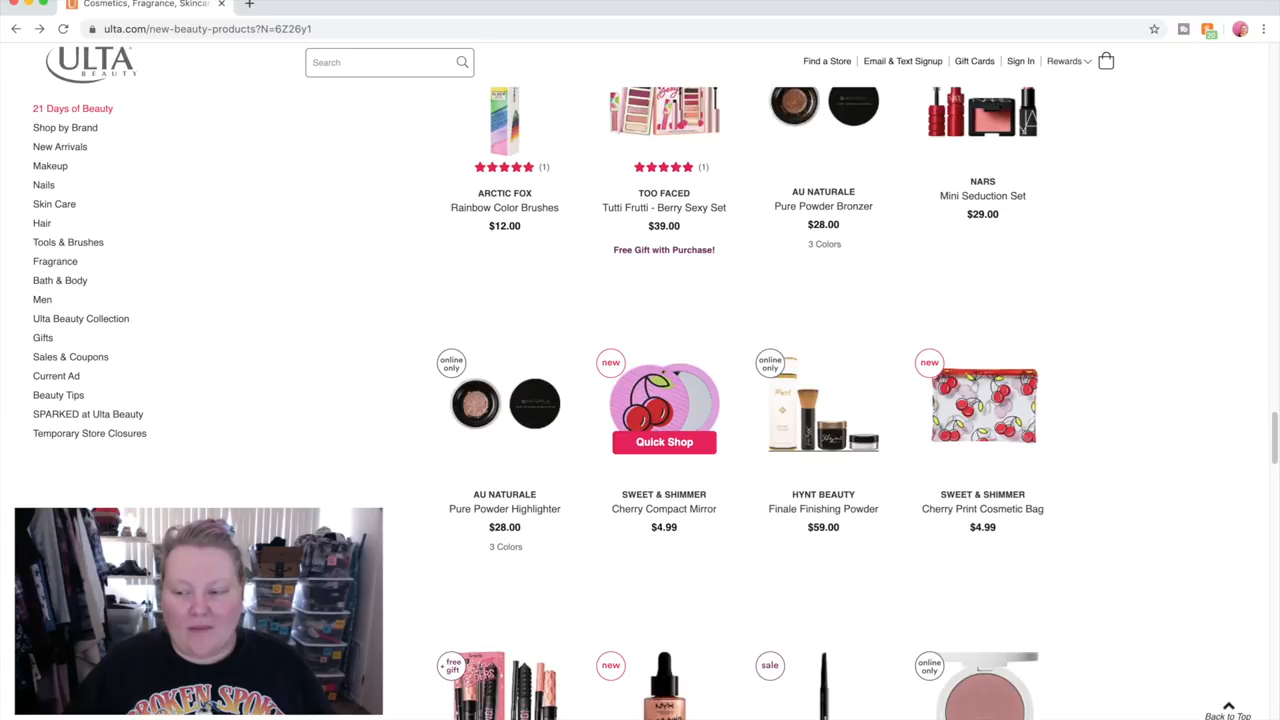 Cosmetics, Fragrance, Skincar
ulta.com/new-beauty-products?N=6Z26y1
20
ULTA
BEAUTY
Search
Find a Store
Email & Text Signup
Gift Cards
Sign In
Rewards
21 Days of Beauty
Shop by Brand
New Arrivals
Makeup
Nails
Skin Care
Hair
Tools & Brushes
Fragrance
Bath & Body
Men
Ulta Beauty Collection
Gifts
Sales & Coupons
Current Ad
Beauty Tips
SPARKED at Ulta Beauty
Temporary Store Closures
(1)
ARCTIC FOX
Rainbow Color Brushes
$12.00
(1)
TOO FACED
Tutti Frutti - Berry Sexy Set
$39.00
Free Gift with Purchase!
AU NATURALE
Pure Powder Bronzer
$28.00
3 Colors
NARS
Mini Seduction Set
$29.00
online
only
AU NATURALE
Pure Powder Highlighter
$28.00
3 Colors
new
Quick Shop
SWEET & SHIMMER
Cherry Compact Mirror
$4.99
online
only
Hynt
HYNT BEAUTY
Finale Finishing Powder
$59.00
new
SWEET & SHIMMER
Cherry Print Cosmetic Bag
$4.99
+ free
gift
new
NYX
sale
online
only
BROKEN SPOKE
Back to Top